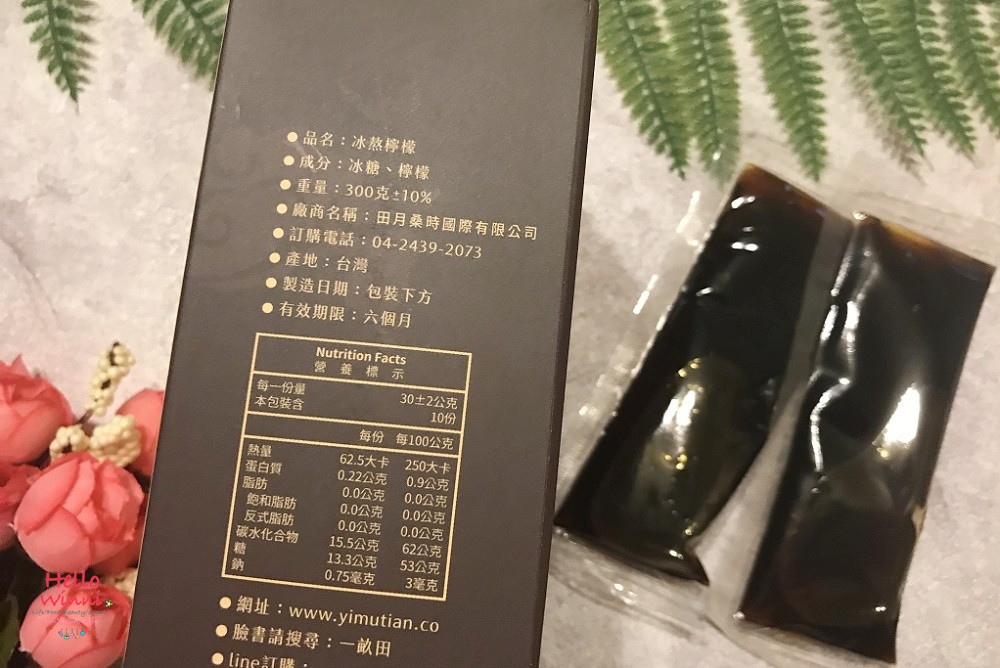 ●品名：冰熬檸檬
●成分：冰糖、檸檬
●重量：300克±10%
●廠商名稱：田月桑時國際有限公司
●訂購電話：04-2439-2073
●產地：台灣
●製造日期：包裝下方
●有效期限：六個月
Nutrition Facts
營養標示
每一份量 30±2公克
本包裝含 10份
每份 每100公克
熱量 62.5大卡 250大卡
蛋白質 0.22公克 0.9公克
脂肪 0.0公克 0.0公克
飽和脂肪 0.0公克 0.0公克
反式脂肪 0.0公克 0.0公克
碳水化合物 15.5公克 62公克
糖 13.3公克 53公克
鈉 0.75毫克 3毫克
●網址：www.yimutian.co
●臉書請搜尋：一畝田
●line訂購：
Hello
Winni